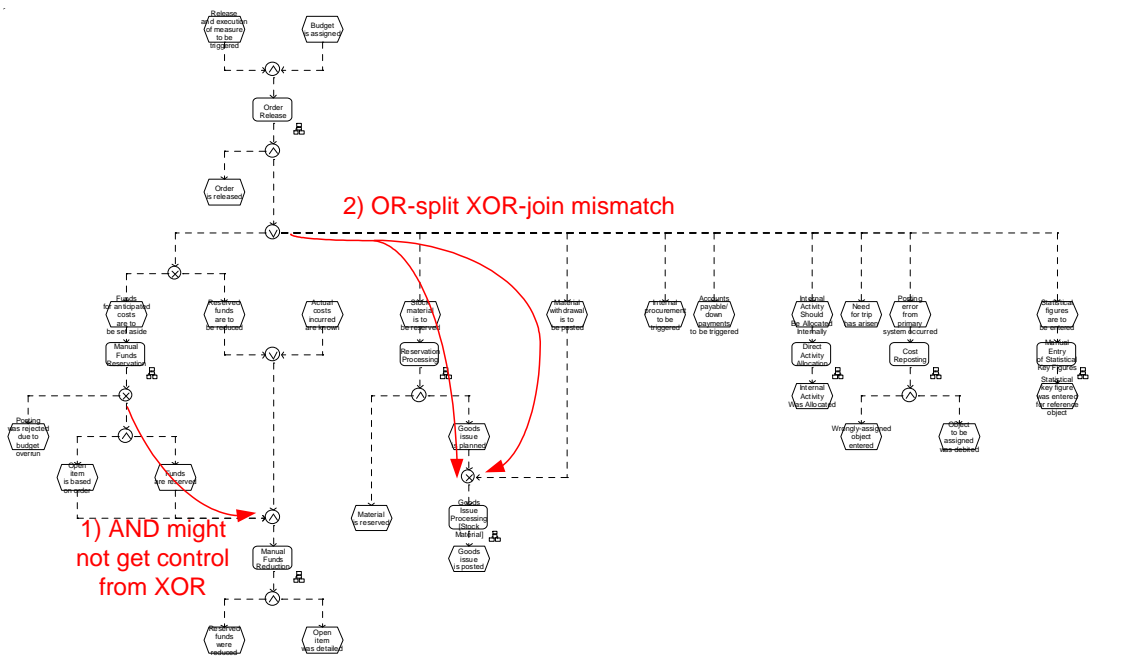 Release
and execution
of measure
to be
triggered
Budget
is assigned
Order
Release
Order
is released
2) OR-split XOR-join mismatch
Funds
for anticipated
costs
are to
be set aside
Reserved
funds
are to
be reduced
Actual
costs
incurred
are known
Stock
material
is to
be reserved
Material
withdrawal
is to
be posted
Internal
procurement
to be
triggered
Accounts
payable/
down
payments
to be triggered
Internal
Activity
Should
Be Allocated
Internally
Need
for trip
has arisen
Posting
error
from
primary
system occurred
Statistical
figures
are to
be entered
Manual
Funds
Reservation
Reservation
Processing
Direct
Activity
Allocation
Cost
Reposting
Manual
Entry
of Statistical
Key Figures
Internal
Activity
Was Allocated
Statistical
key figure
was entered
for reference
object
Posting
was rejected
due to
budget
overrun
Goods
issue
is planned
Wrongly-assigned
object
entered
Object
to be
assigned
was debited
Open
item
is based
on order
Funds
are reserved
Material
is reserved
Goods
Issue
Processing
[Stock
Material]
1) AND might
not get control
from XOR
Manual
Funds
Reduction
Goods
issue
is posted
Reserved
funds
were
reduced
Open
item
was detailed